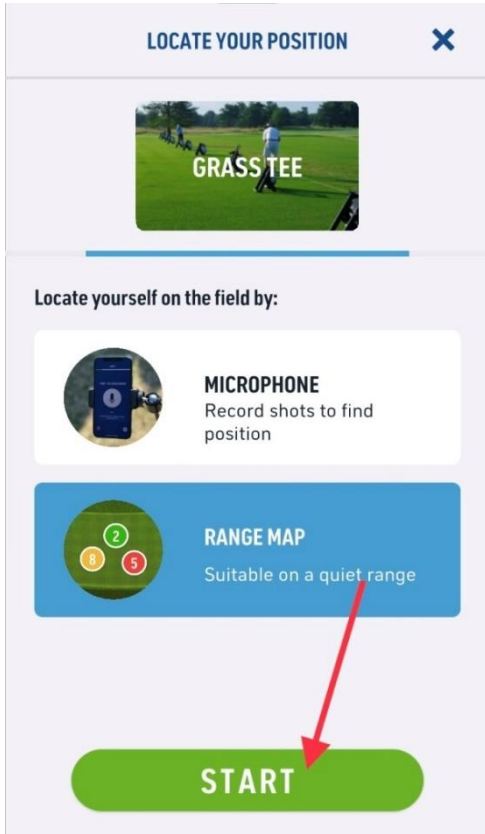 LOCATE YOUR POSITION
GRASS TEE
Locate yourself on the field by:
MICROPHONE
Record shots to find
position
2
8
5
RANGE MAP
Suitable on a quiet range
START